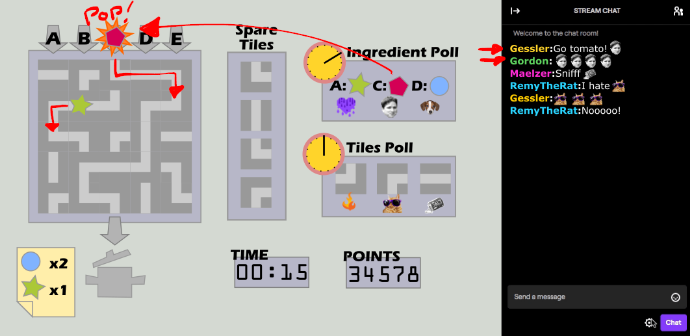 POP!
A B D E
Spare
Tiles
Ingredient Poll
A: C: D:
Tiles Poll
x2
x1
TIME
00:15
POINTS
34578
STREAM CHAT
Welcome to the chat room!
Gessler:Go tomato!
Gordon:
Maelzer:Snifff
RemyTheRat:I hate
Gessler:
RemyTheRat:Nooooo!
Send a message
Chat